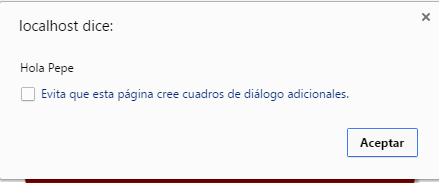 localhost dice:
Hola Pepe
Evita que esta página cree cuadros de diálogo adicionales.
Aceptar